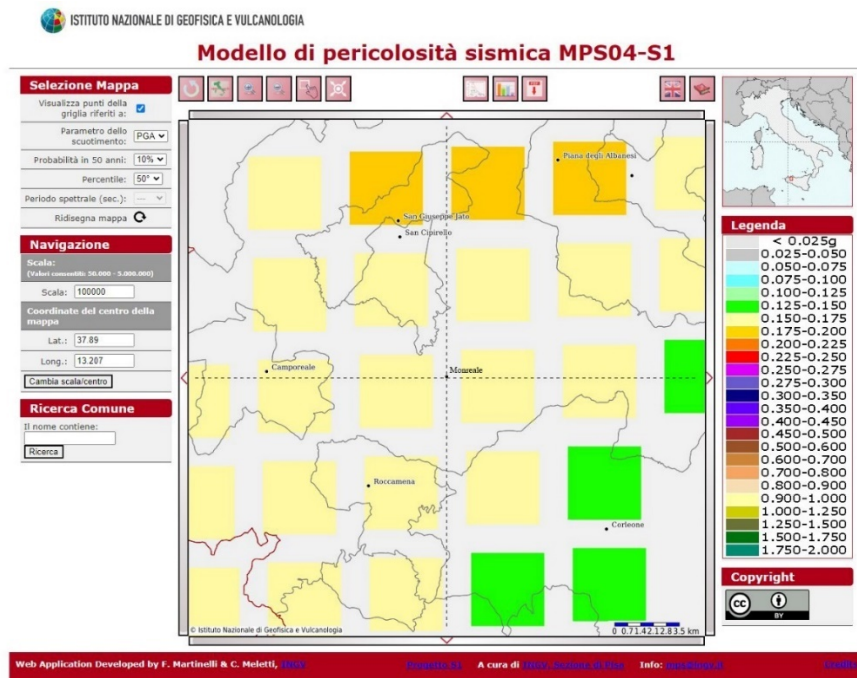 ISTITUTO NAZIONALE DI GEOFISICA E VULCANOLOGIA
Modello di pericolosità sismica MPS04-S1
Selezione Mappa
Visualizza punti della
griglia riferiti a:
Parametro dello
scuotimento: PGA
Probabilità in 50 anni: 10%
Percentile: 50°
Periodo spettrale (sec.): ---
Ridisegna mappa
Navigazione
Scala:
(Valori consentiti: 50.000 - 5.000.000)
Scala: 100000
Coordinate del centro della
mappa
Lat.: 37.89
Long.: 13.207
Cambia scala/centro
Ricerca Comune
Il nome contiene:
Ricerca
Piana degli Albanesi
San Giuseppe Jato
San Cipirello
Camporeale
Monreale
Roccamena
Corleone
© Istituto Nazionale di Geofisica e Vulcanologia
0 0.71.42.12.83.5 km
Legenda
< 0.025g
0.025-0.050
0.050-0.075
0.075-0.100
0.100-0.125
0.125-0.150
0.150-0.175
0.175-0.200
0.200-0.225
0.225-0.250
0.250-0.275
0.275-0.300
0.300-0.350
0.350-0.400
0.400-0.450
0.450-0.500
0.500-0.600
0.600-0.700
0.700-0.800
0.800-0.900
0.900-1.000
1.000-1.250
1.250-1.500
1.500-1.750
1.750-2.000
Copyright
cc
BY
Web Application Developed by F. Martinelli & C. Meletti, INGV
Progetto S1 A cura di INGV, Sezione di Pisa Info: mps@ingv.it Credits